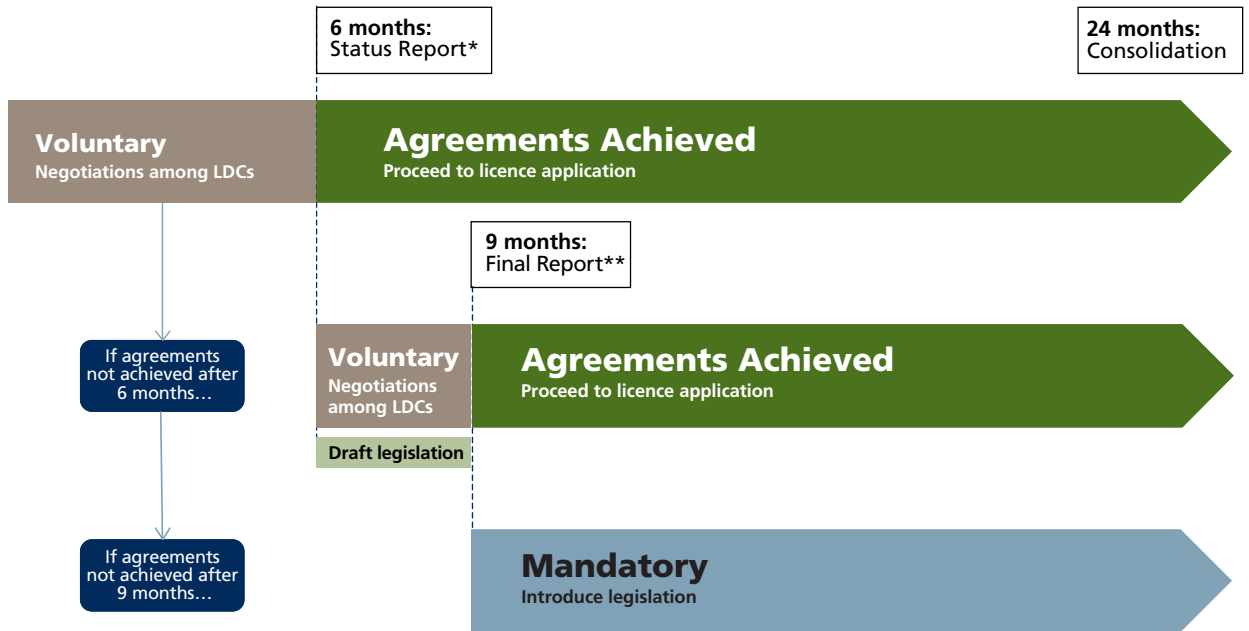 6 months:
Status Report*
24 months:
Consolidation
Voluntary
Negotiations among LDCs
Agreements Achieved
Proceed to licence application
9 months:
Final Report**
If agreements
not achieved after
6 months…
Voluntary
Negotiations
among LDCs
Agreements Achieved
Proceed to licence application
Draft legislation
If agreements
not achieved after
9 months…
Mandatory
Introduce legislation